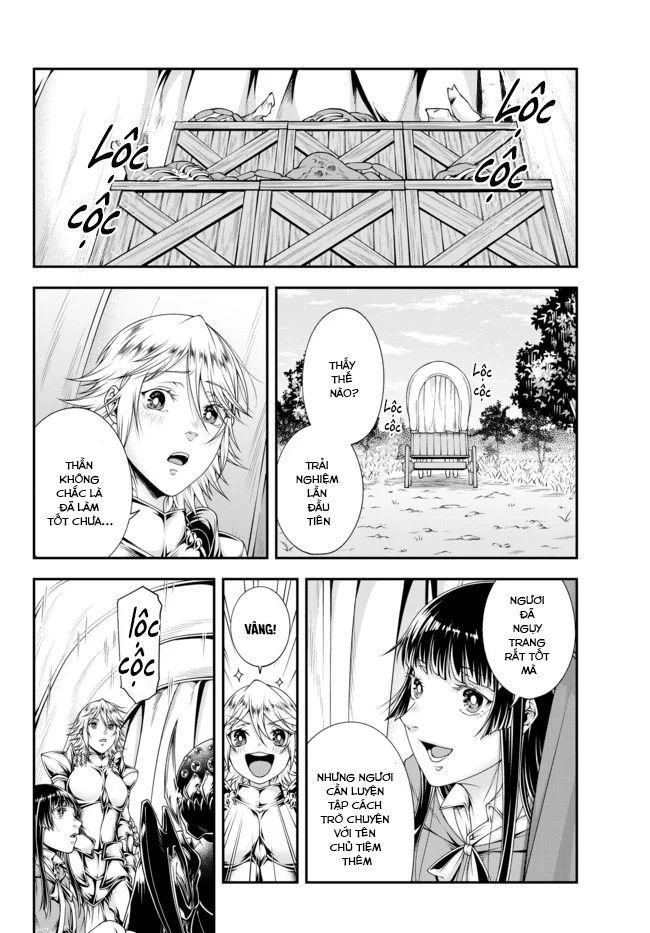 LỘC
CỘC
LỘC
CỘC
THẤY
THẾ
NÀO?
TRẢI
NGHIỆM
LẦN
ĐẦU
TIÊN
LỘC
CỘC
LỘC
CỘC
THẦN
KHÔNG
CHẮC LÀ
ĐÃ LÀM
TỐT CHƯA...
NGƯƠI
ĐÃ
NGỤY
TRANG
RẤT TỐT
MÀ
NHƯNG NGƯƠI
CẦN LUYỆN
TẬP CÁCH
TRÒ CHUYỆN
VỚI TÊN
CHỦ TIỆM
THÊM
VÂNG!
LỘC
CỘC